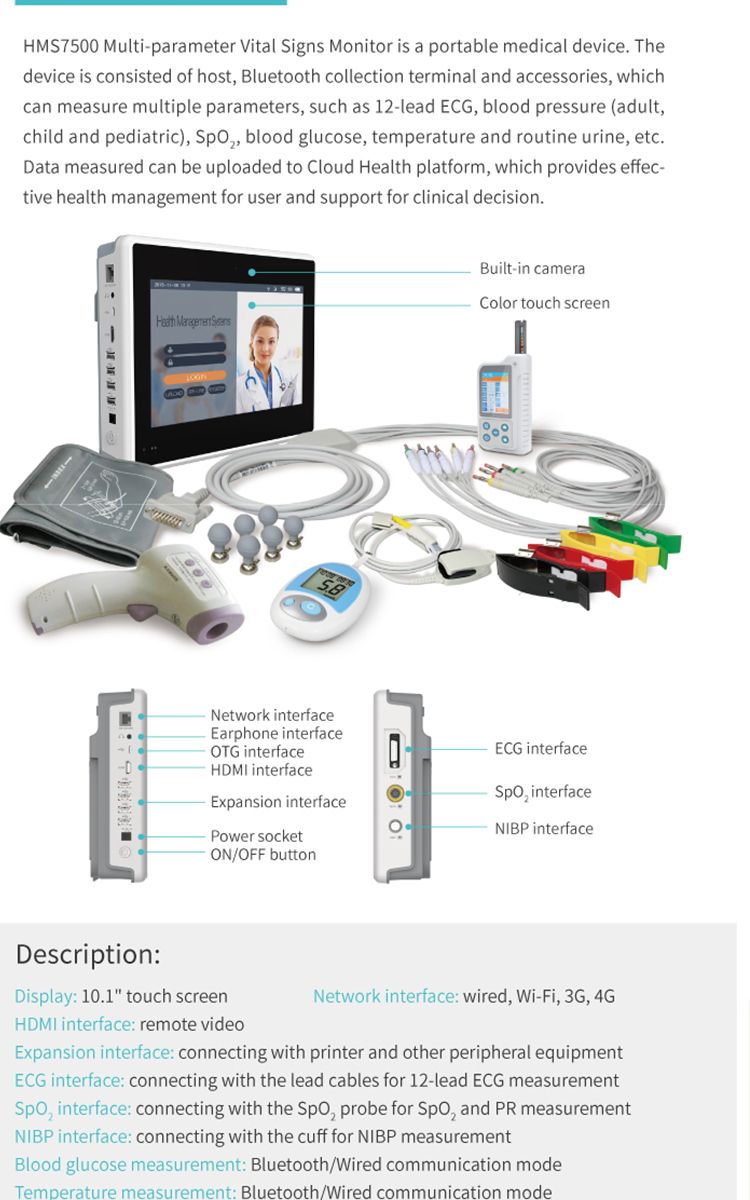 HMS7500 Multi-parameter Vital Signs Monitor is a portable medical device. The
device is consisted of host, Bluetooth collection terminal and accessories, which
can measure multiple parameters, such as 12-lead ECG, blood pressure (adult,
child and pediatric), SpO₂, blood glucose, temperature and routine urine, etc.
Data measured can be uploaded to Cloud Health platform, which provides effec-
tive health management for user and support for clinical decision.
Built-in camera
Color touch screen
Health Management Systems
LOGIN
5.8
Network interface
Earphone interface
OTG interface
HDMI interface
Expansion interface
Power socket
ON/OFF button
ECG interface
SpO₂ interface
NIBP interface
Description:
Display: 10.1" touch screen
Network interface: wired, Wi-Fi, 3G, 4G
HDMI interface: remote video
Expansion interface: connecting with printer and other peripheral equipment
ECG interface: connecting with the lead cables for 12-lead ECG measurement
SpO₂ interface: connecting with the SpO₂ probe for SpO₂ and PR measurement
NIBP interface: connecting with the cuff for NIBP measurement
Blood glucose measurement: Bluetooth/Wired communication mode
Temperature measurement: Bluetooth/Wired communication mode